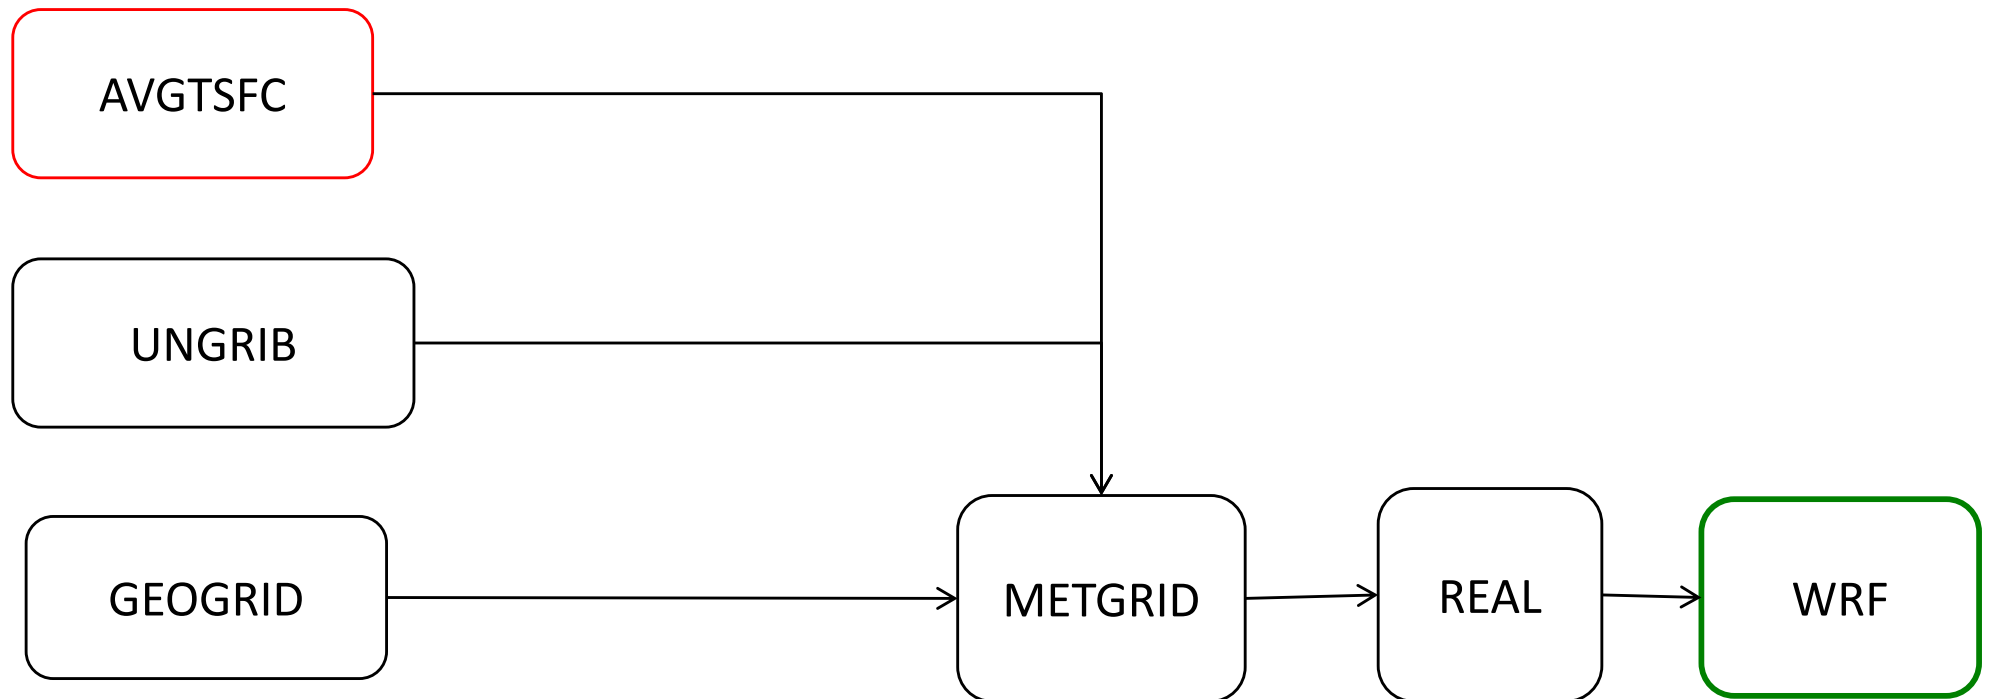 AVGTSFC
UNGRIB
GEOGRID
METGRID
REAL
WRF